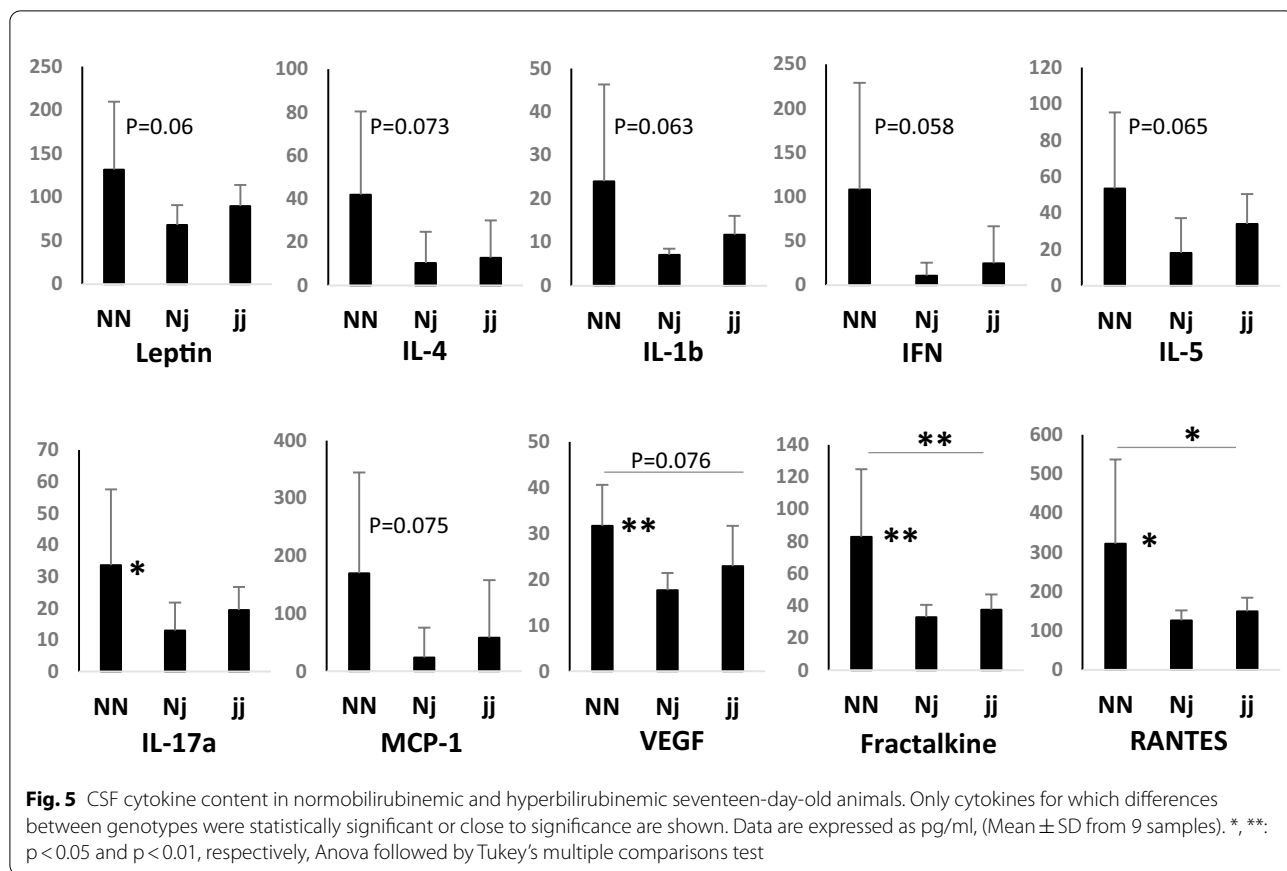 250
200
150
100
50
0
P=0.06
NN Nj jj
Leptin
100
80
60
40
20
0
P=0.073
NN Nj jj
IL-4
50
40
30
20
10
0
P=0.063
NN Nj jj
IL-1b
250
200
150
100
50
0
P=0.058
NN Nj jj
IFN
120
100
80
60
40
20
0
P=0.065
NN Nj jj
IL-5
70
60
50
40
30
20
10
0
*
NN Nj jj
IL-17a
400
300
200
100
0
P=0.075
NN Nj jj
MCP-1
50
40
30
20
10
0
P=0.076
**
NN Nj jj
VEGF
140
120
100
80
60
40
20
0
**
**
NN Nj jj
Fractalkine
600
500
400
300
200
100
0
*
*
NN Nj jj
RANTES
Fig. 5 CSF cytokine content in normobilirubinemic and hyperbilirubinemic seventeen-day-old animals. Only cytokines for which differences
between genotypes were statistically significant or close to significance are shown. Data are expressed as pg/ml, (Mean ± SD from 9 samples). *, **:
p < 0.05 and p < 0.01, respectively, Anova followed by Tukey's multiple comparisons test